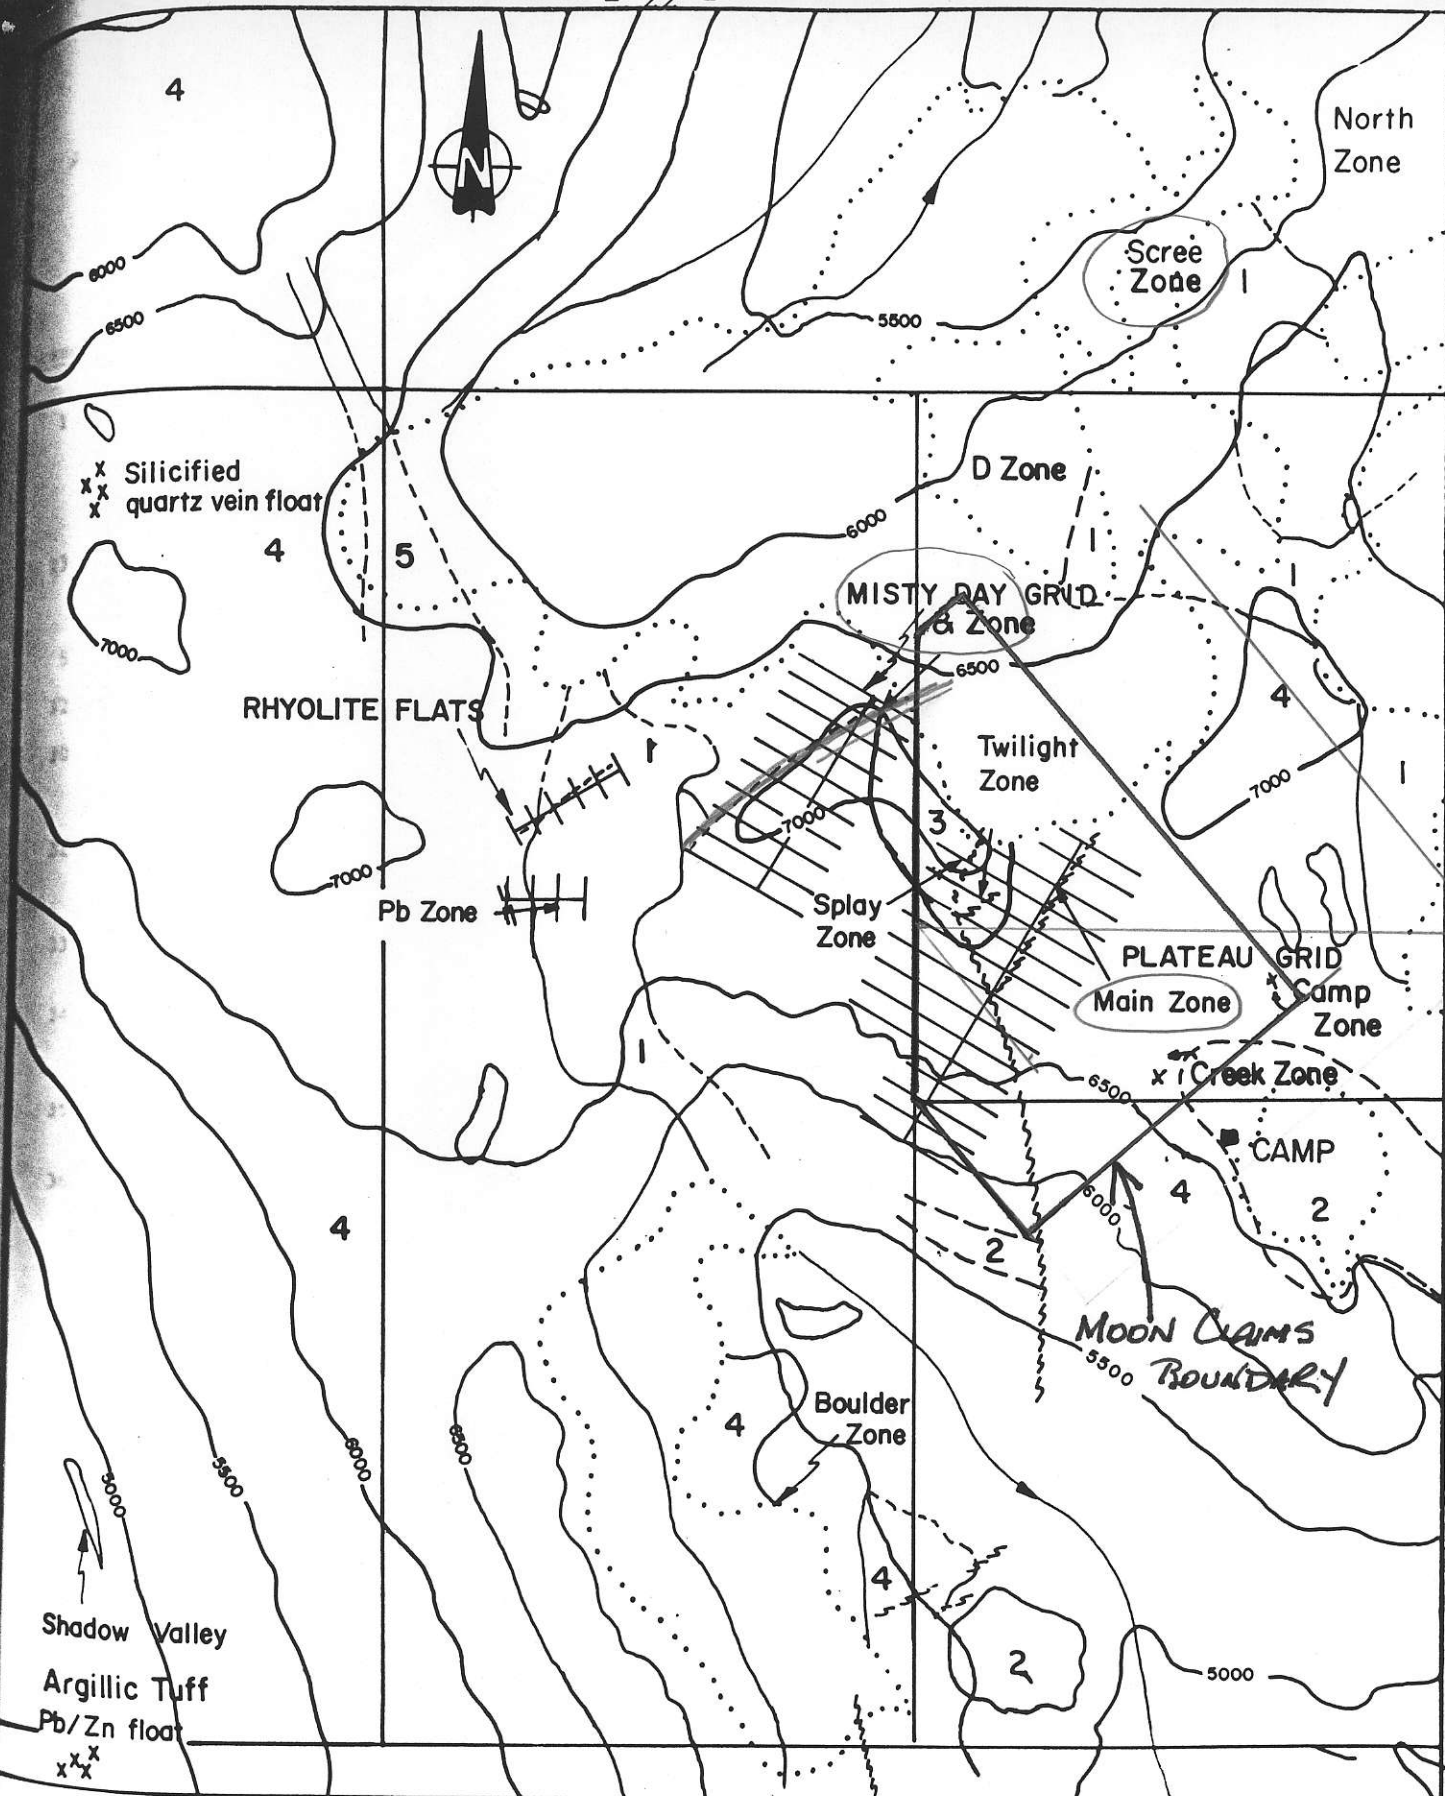 4
N
North
Zone
6000
Scree
Zone
1
6500
5500
Silicified
quartz vein float
D Zone
6000
4
5
1
1
MISTY DAY GRID
& Zone
7000
6500
4
RHYOLITE FLATS
1
Twilight
Zone
1
7000
7000
3
7000
Pb Zone
Splay
Zone
PLATEAU GRID
Main Zone
Camp
Zone
1
Creek Zone
6500
CAMP
4
6000
4
2
2
MOON CLAIMS
BOUNDARY
5500
Boulder
Zone
4
6000
6500
5500
5000
4
Shadow Valley
2
5000
Argillic Tuff
Pb/Zn float